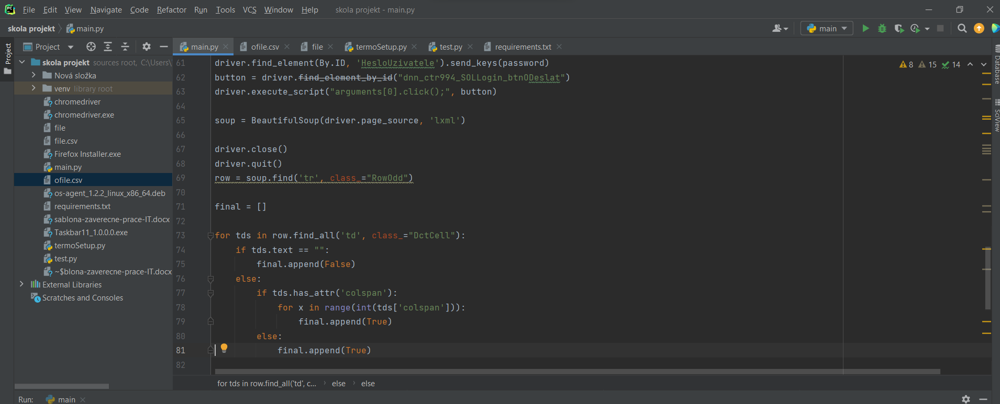 PC
File Edit View Navigate Code Refactor Run Tools VCS Window Help skola projekt - main.py
skola projekt main.py main
Project main.py ofile.csv file termoSetup.py test.py requirements.txt
Project
skola projekt sources root, C:\Users\
Nová složka
venv library root
chromedriver
chromedriver.exe
file
file.csv
Firefox Installer.exe
main.py
ofile.csv
os-agent_1.2.2_linux_x86_64.deb
requirements.txt
sablona-zaverecne-prace-IT.docx
Taskbar11_1.0.0.0.exe
termoSetup.py
test.py
~$blona-zaverecne-prace-IT.docx
External Libraries
Scratches and Consoles
8 15 14
61 driver.find_element(By.ID, 'HesloUzivatele').send_keys(password)
62 button = driver.find_element_by_id("dnn_ctr994_SOLLogin_btnODeslat")
63 driver.execute_script("arguments[0].click();", button)
64
65 soup = BeautifulSoup(driver.page_source, 'lxml')
66
67 driver.close()
68 driver.quit()
69 row = soup.find('tr', class_="RowOdd")
70
71 final = []
72
73 for tds in row.find_all('td', class_="DctCell"):
74 if tds.text == "":
75 final.append(False)
76 else:
77 if tds.has_attr('colspan'):
78 for x in range(int(tds['colspan'])):
79 final.append(True)
80 else:
81 final.append(True)
82
for tds in row.find_all('td', c... › else › else
Database
SciView
Run: main